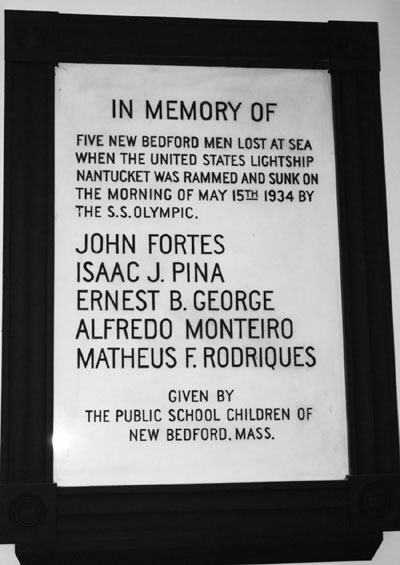 IN MEMORY OF
FIVE NEW BEDFORD MEN LOST AT SEA
WHEN THE UNITED STATES LIGHTSHIP
NANTUCKET WAS RAMMED AND SUNK ON
THE MORNING OF MAY 15TH 1934 BY
THE S.S. OLYMPIC.
JOHN FORTES
ISAAC J. PINA
ERNEST B. GEORGE
ALFREDO MONTEIRO
MATHEUS F. RODRIQUES
GIVEN BY
THE PUBLIC SCHOOL CHILDREN OF
NEW BEDFORD, MASS.